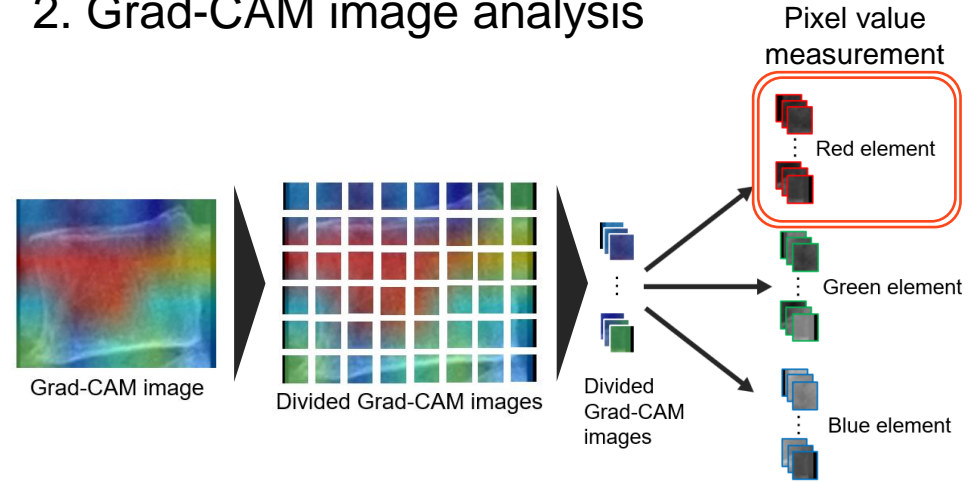 2. Grad-CAM image analysis
Pixel value
measurement
Red element
Green element
Blue element
Grad-CAM image
Divided Grad-CAM images
Divided
Grad-CAM
images